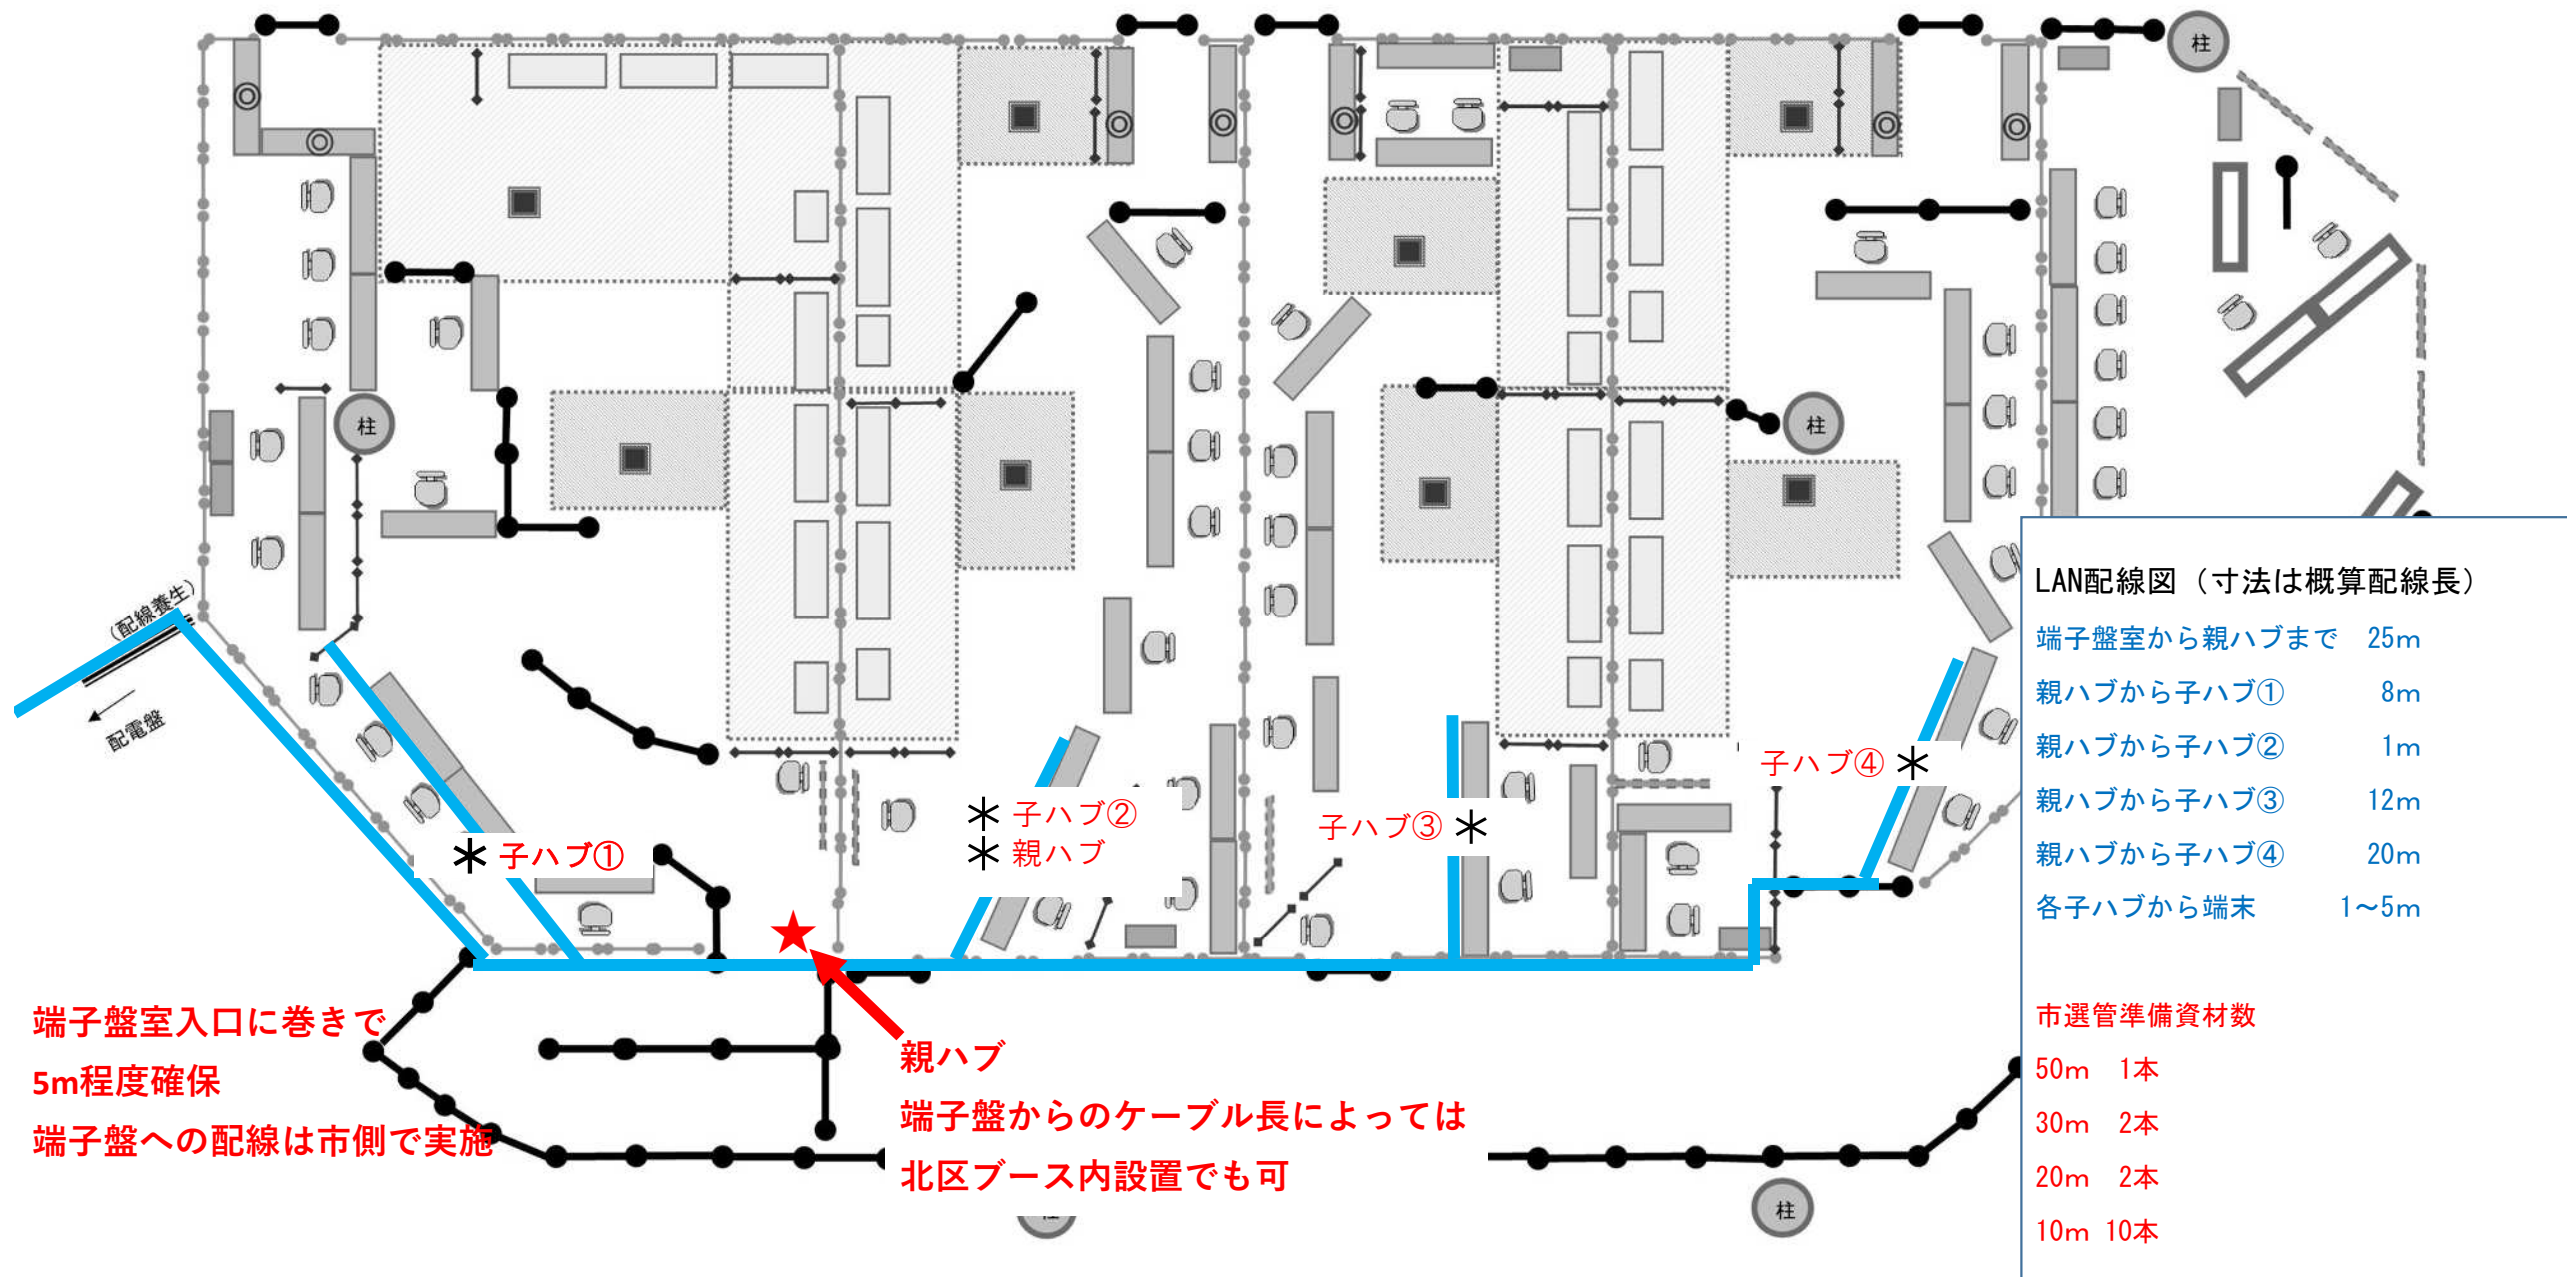 柱
柱
柱
(配線養生)
配電盤
＊子ハブ①
＊子ハブ②
＊親ハブ
子ハブ③＊
子ハブ④＊
端子盤室入口に巻きで
5m程度確保
端子盤への配線は市側で実施
親ハブ
端子盤からのケーブル長によっては
北区ブース内設置でも可
柱
LAN配線図（寸法は概算配線長）
端子盤室から親ハブまで　25ｍ
親ハブから子ハブ①　8ｍ
親ハブから子ハブ②　1ｍ
親ハブから子ハブ③　12ｍ
親ハブから子ハブ④　20ｍ
各子ハブから端末　1～5ｍ
市選管準備資材数
50ｍ　1本
30ｍ　2本
20ｍ　2本
10ｍ 10本